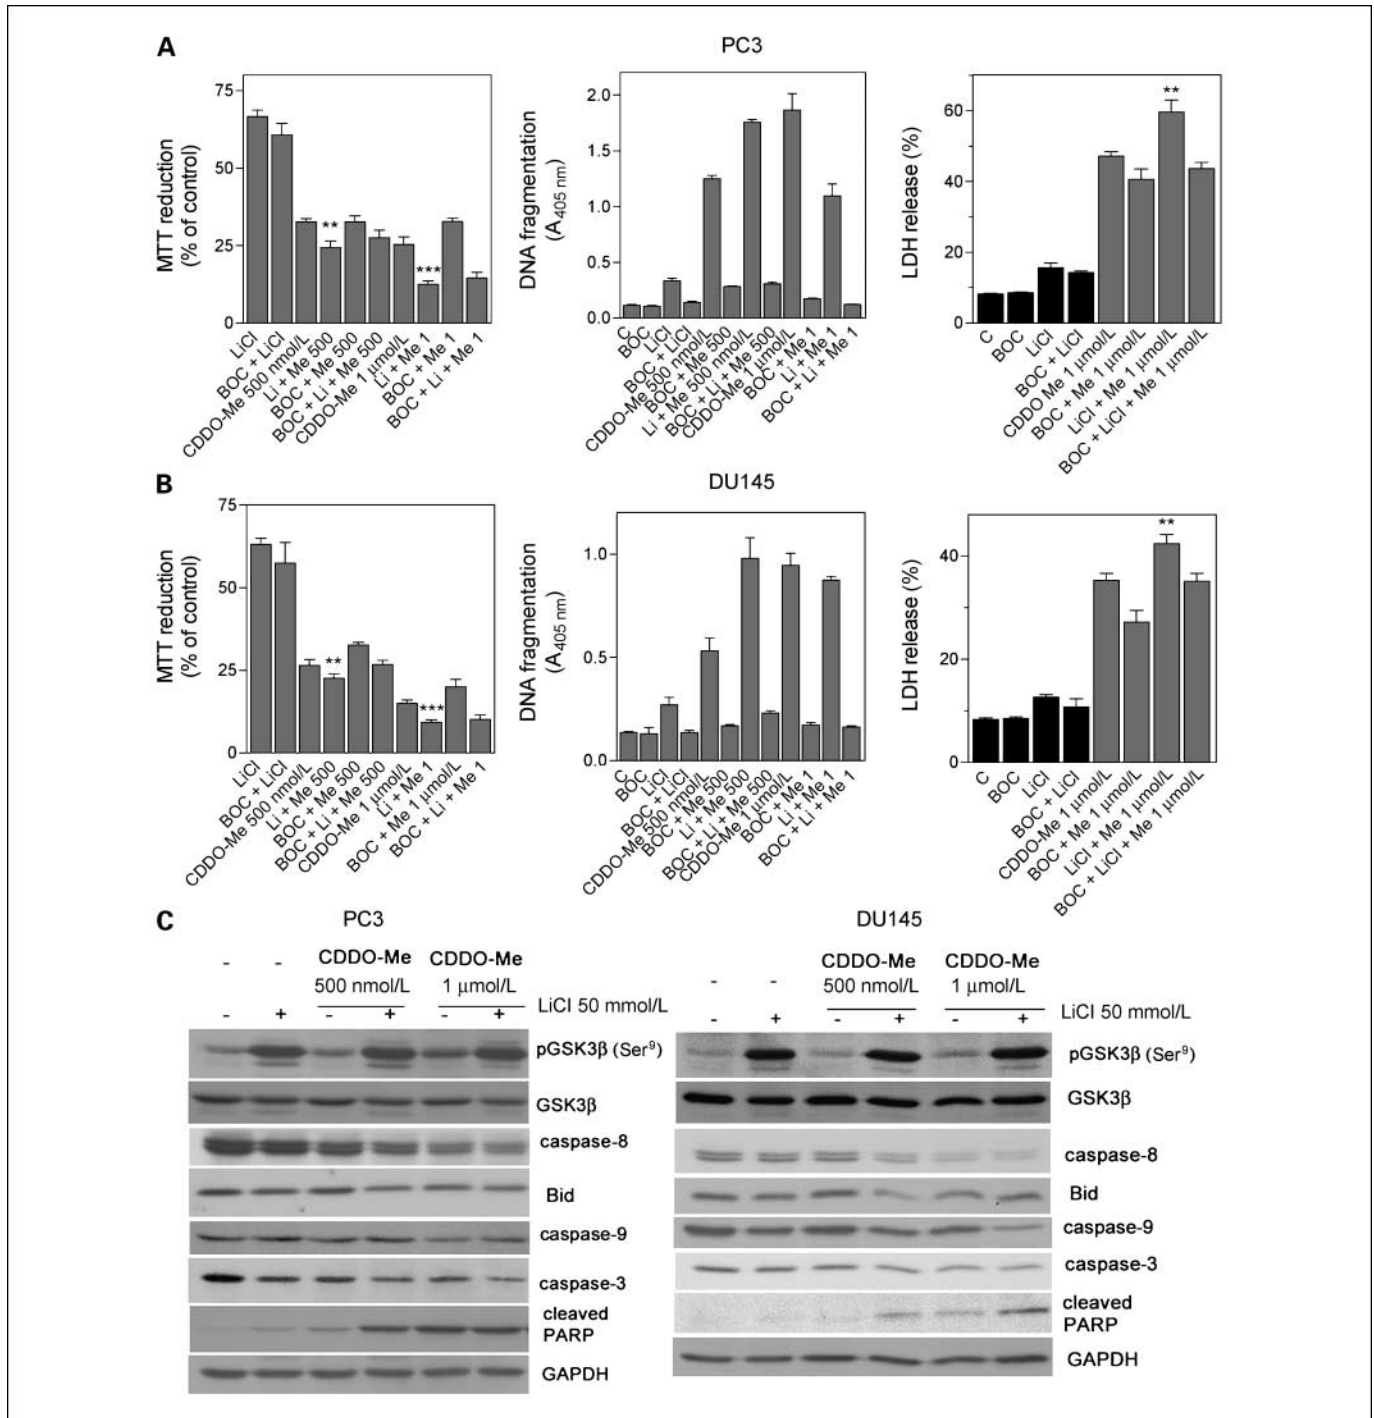 A
PC3
MTT reduction
(% of control)
75
50
25
0
LiCl
BOC + LiCl
CDDO-Me 500 nmol/L
Li + Me 500
BOC + Me 500
BOC + Li + Me 500
CDDO-Me 1 μmol/L
Li + Me 1
BOC + Me 1
BOC + Li + Me 1
**
***
DNA fragmentation
(A405 nm)
2.0
1.5
1.0
0.5
0.0
C
BOC
LiCl
BOC + LiCl
CDDO-Me 500 nmol/L
BOC + Me 500
Li + Me 500 nmol/L
BOC + Li + Me 500
CDDO-Me 1 μmol/L
BOC + Me 1
Li + Me 1
BOC + Li + Me 1
LDH release (%)
60
40
20
0
**
C
BOC
LiCl
BOC + LiCl
CDDO Me 1 μmol/L
BOC + Me 1 μmol/L
LiCl + Me 1 μmol/L
BOC + LiCl + Me 1 μmol/L
B
DU145
MTT reduction
(% of control)
75
50
25
0
**
***
LiCl
BOC + LiCl
CDDO-Me 500 nmol/L
Li + Me 500
BOC + Me 500
BOC + Li + Me 500
CDDO-Me 1 μmol/L
Li + Me 1
BOC + Me 1 μmol/L
BOC + Li + Me 1
DNA fragmentation
(A405 nm)
1.0
0.5
0.0
C
BOC
LiCl
BOC + LiCl
CDDO-Me 500 nmol/L
BOC + Me 500
Li + Me 500
BOC + Li + Me 500
CDDO-Me 1 μmol/L
BOC + Me 1
Li + Me 1
BOC + Li + Me 1
LDH release (%)
40
20
0
**
C
BOC
LiCl
BOC + LiCl
CDDO-Me 1 μmol/L
BOC + Me 1 μmol/L
LiCl + Me 1 μmol/L
BOC + LiCl + Me 1 μmol/L
C
PC3
- - CDDO-Me CDDO-Me
500 nmol/L 1 μmol/L
- + - + - + LiCl 50 mmol/L
pGSK3β (Ser9)
GSK3β
caspase-8
Bid
caspase-9
caspase-3
cleaved
PARP
GAPDH
DU145
- - CDDO-Me CDDO-Me
500 nmol/L 1 μmol/L
- + - + - + LiCl 50 mmol/L
pGSK3β (Ser9)
GSK3β
caspase-8
Bid
caspase-9
caspase-3
cleaved
PARP
GAPDH